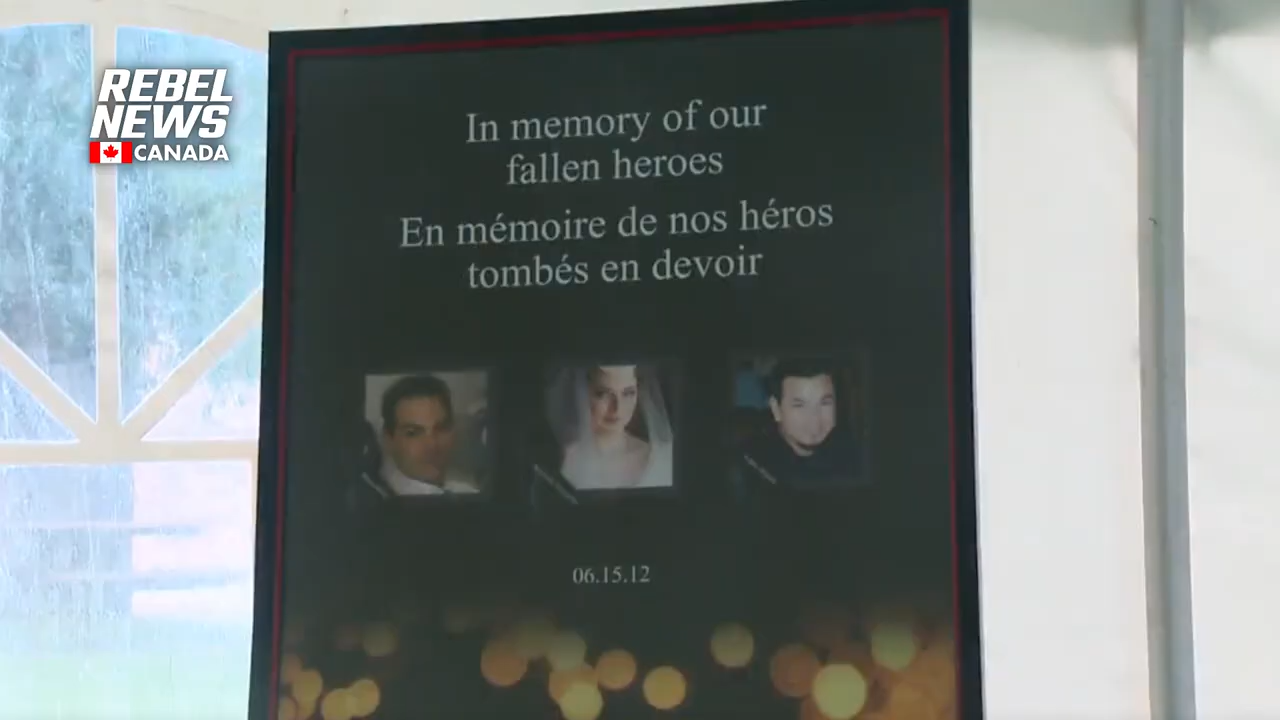 REBEL
NEWS
CANADA
In memory of our
fallen heroes
En mémoire de nos héros
tombés en devoir
06.15.12